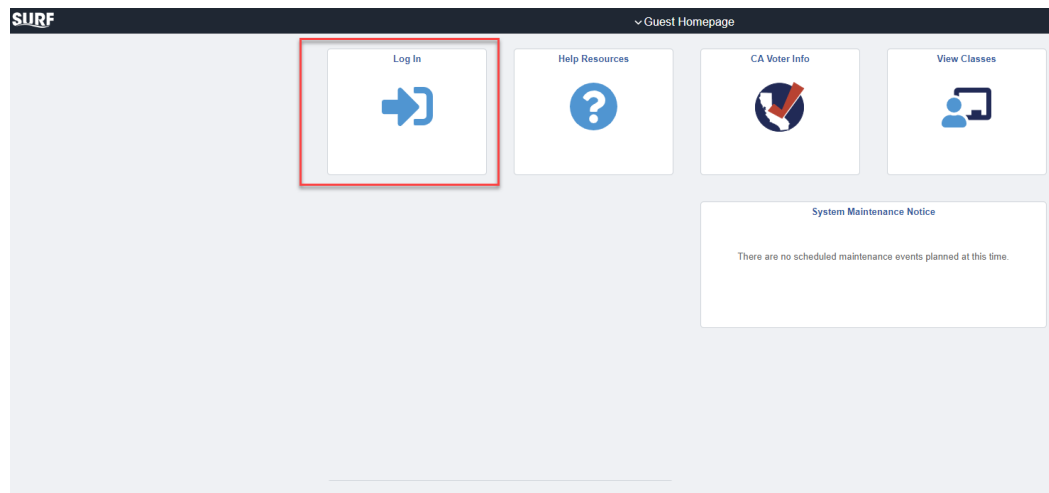 SURF
Guest Homepage
Log In
Help Resources
CA Voter Info
View Classes
System Maintenance Notice
There are no scheduled maintenance events planned at this time.